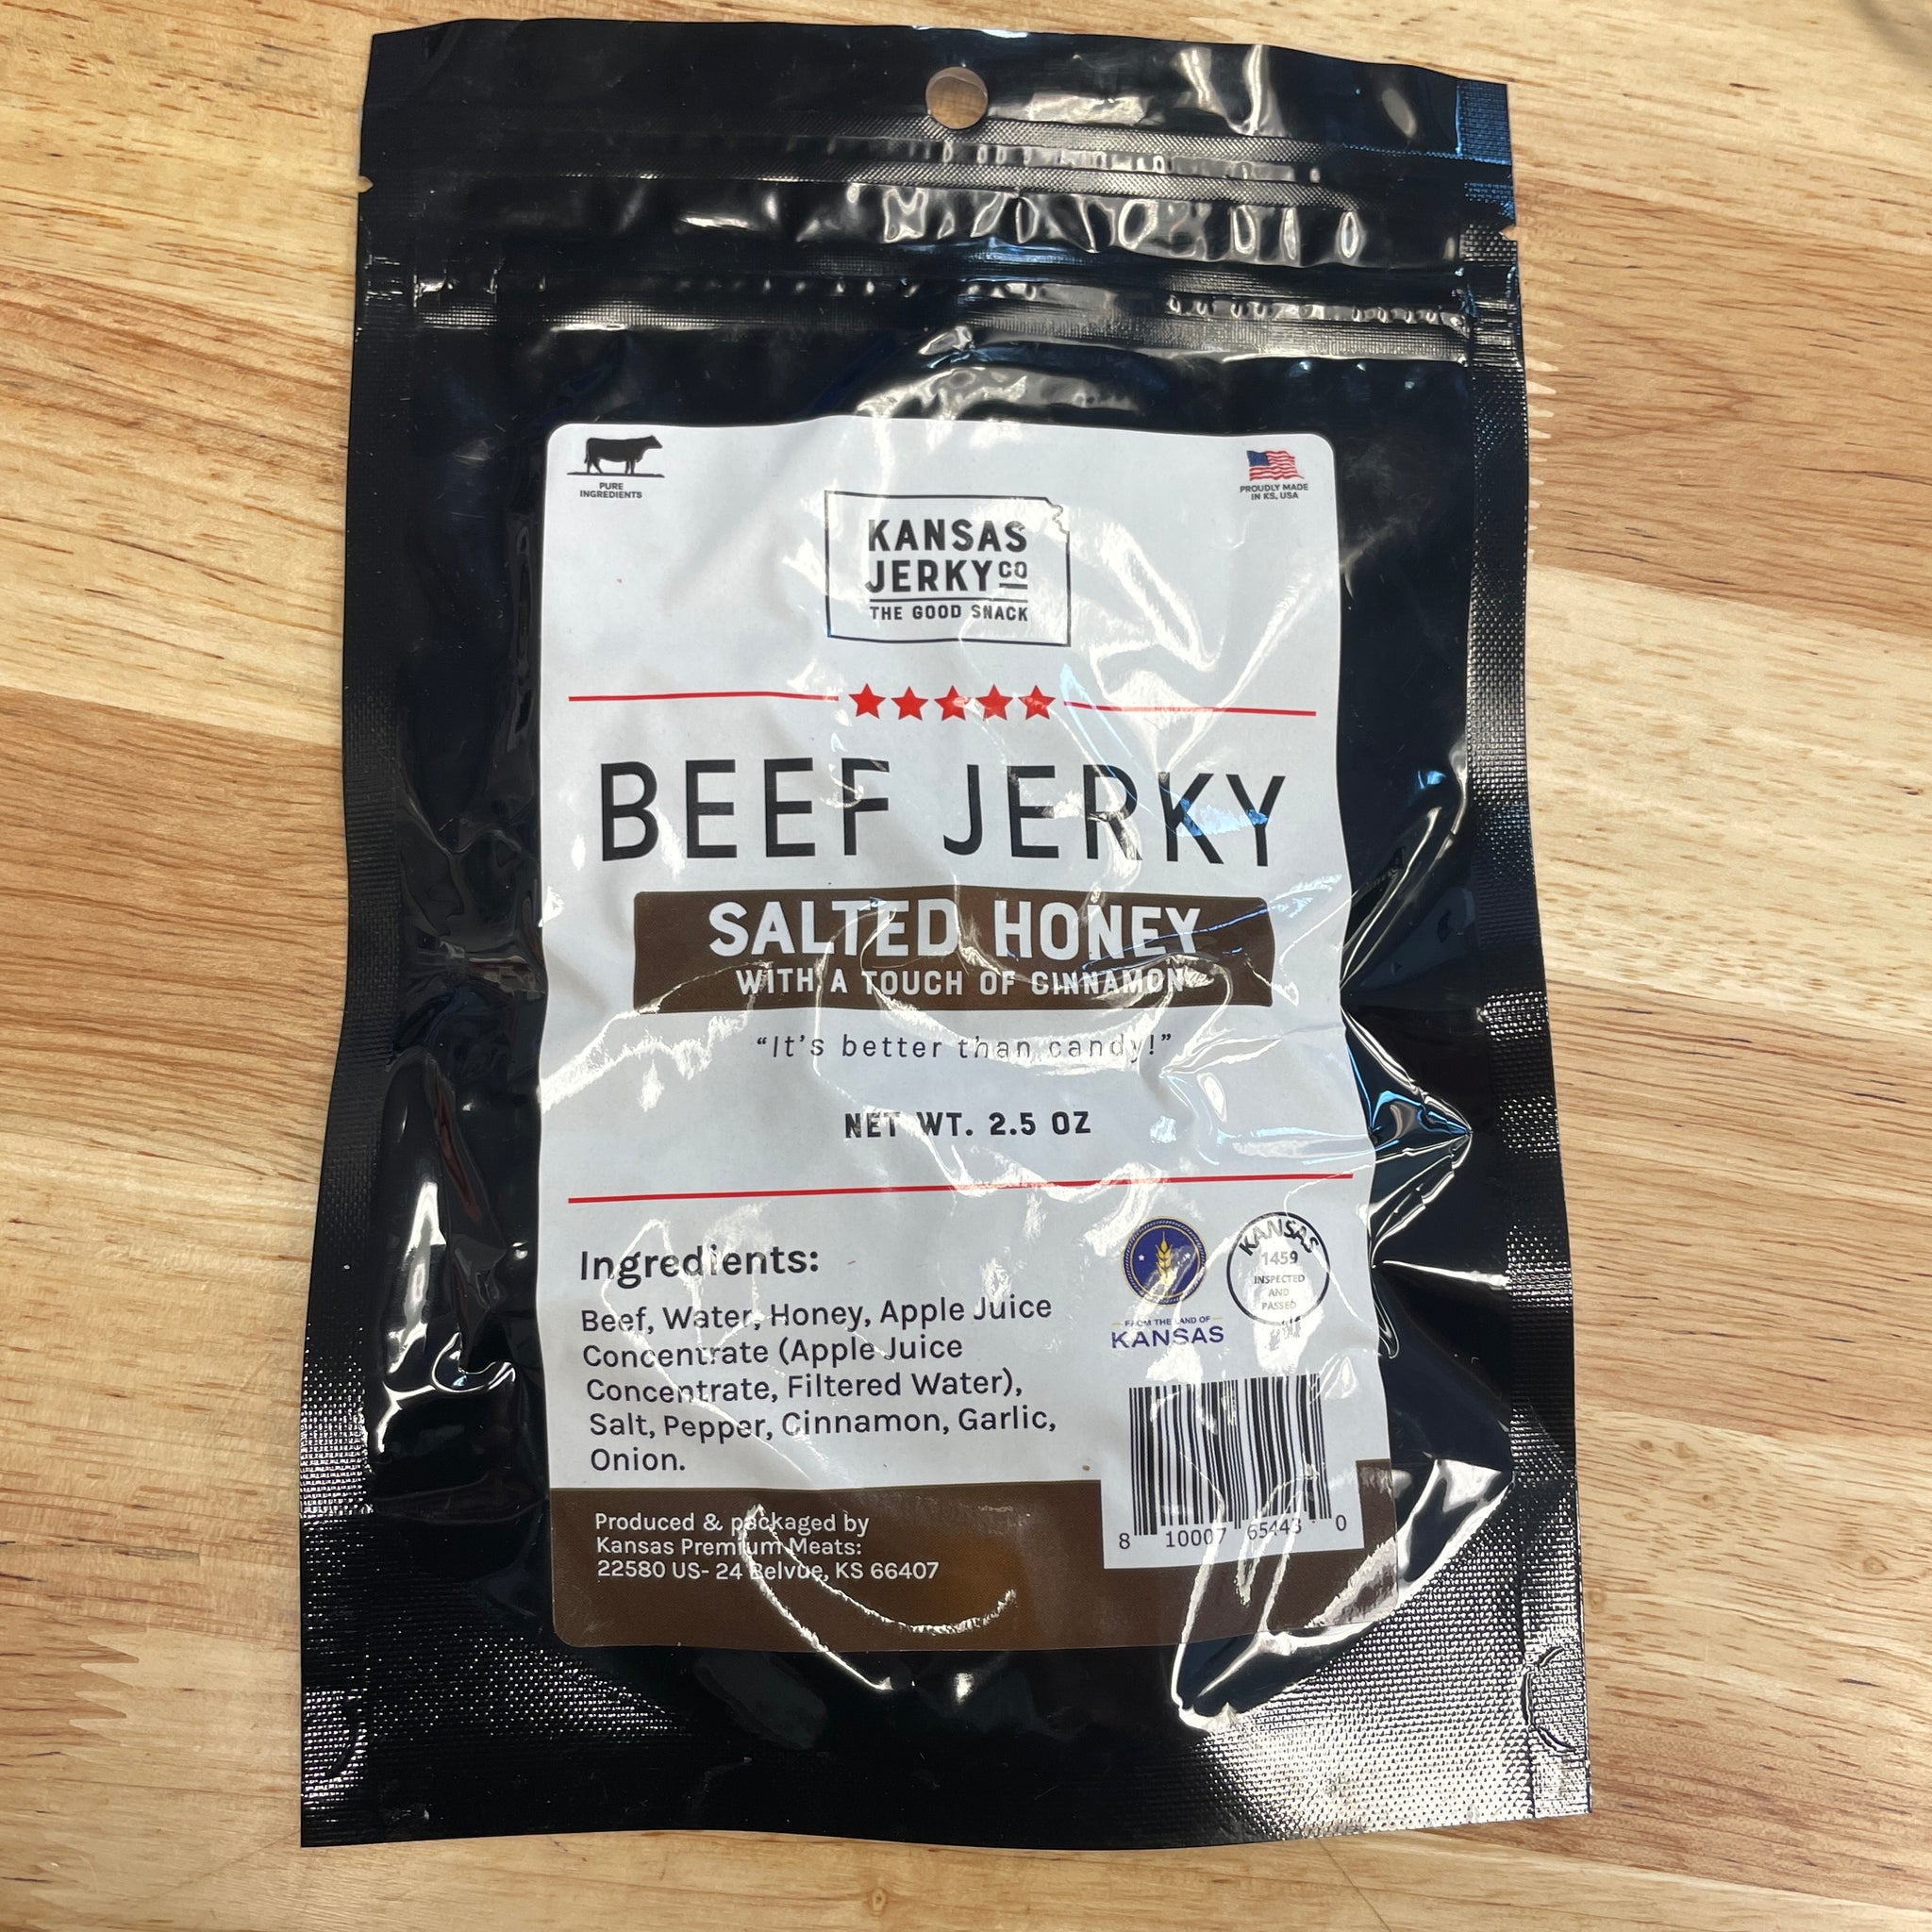 PURE
INGREDIENTS
PROUDLY MADE
IN KS, USA
KANSAS
JERKY CO
THE GOOD SNACK
BEEF JERKY
SALTED HONEY
WITH A TOUCH OF CINNAMON
“It’s better than candy!”
NET WT. 2.5 OZ
Ingredients:
Beef, Water, Honey, Apple Juice
Concentrate (Apple Juice
Concentrate, Filtered Water),
Salt, Pepper, Cinnamon, Garlic,
Onion.
FROM THE LAND OF
KANSAS
KANSAS
1459
INSPECTED
AND
PASSED
Produced & packaged by
Kansas Premium Meats:
22580 US- 24 Belvue, KS 66407
8 10007 65443 0